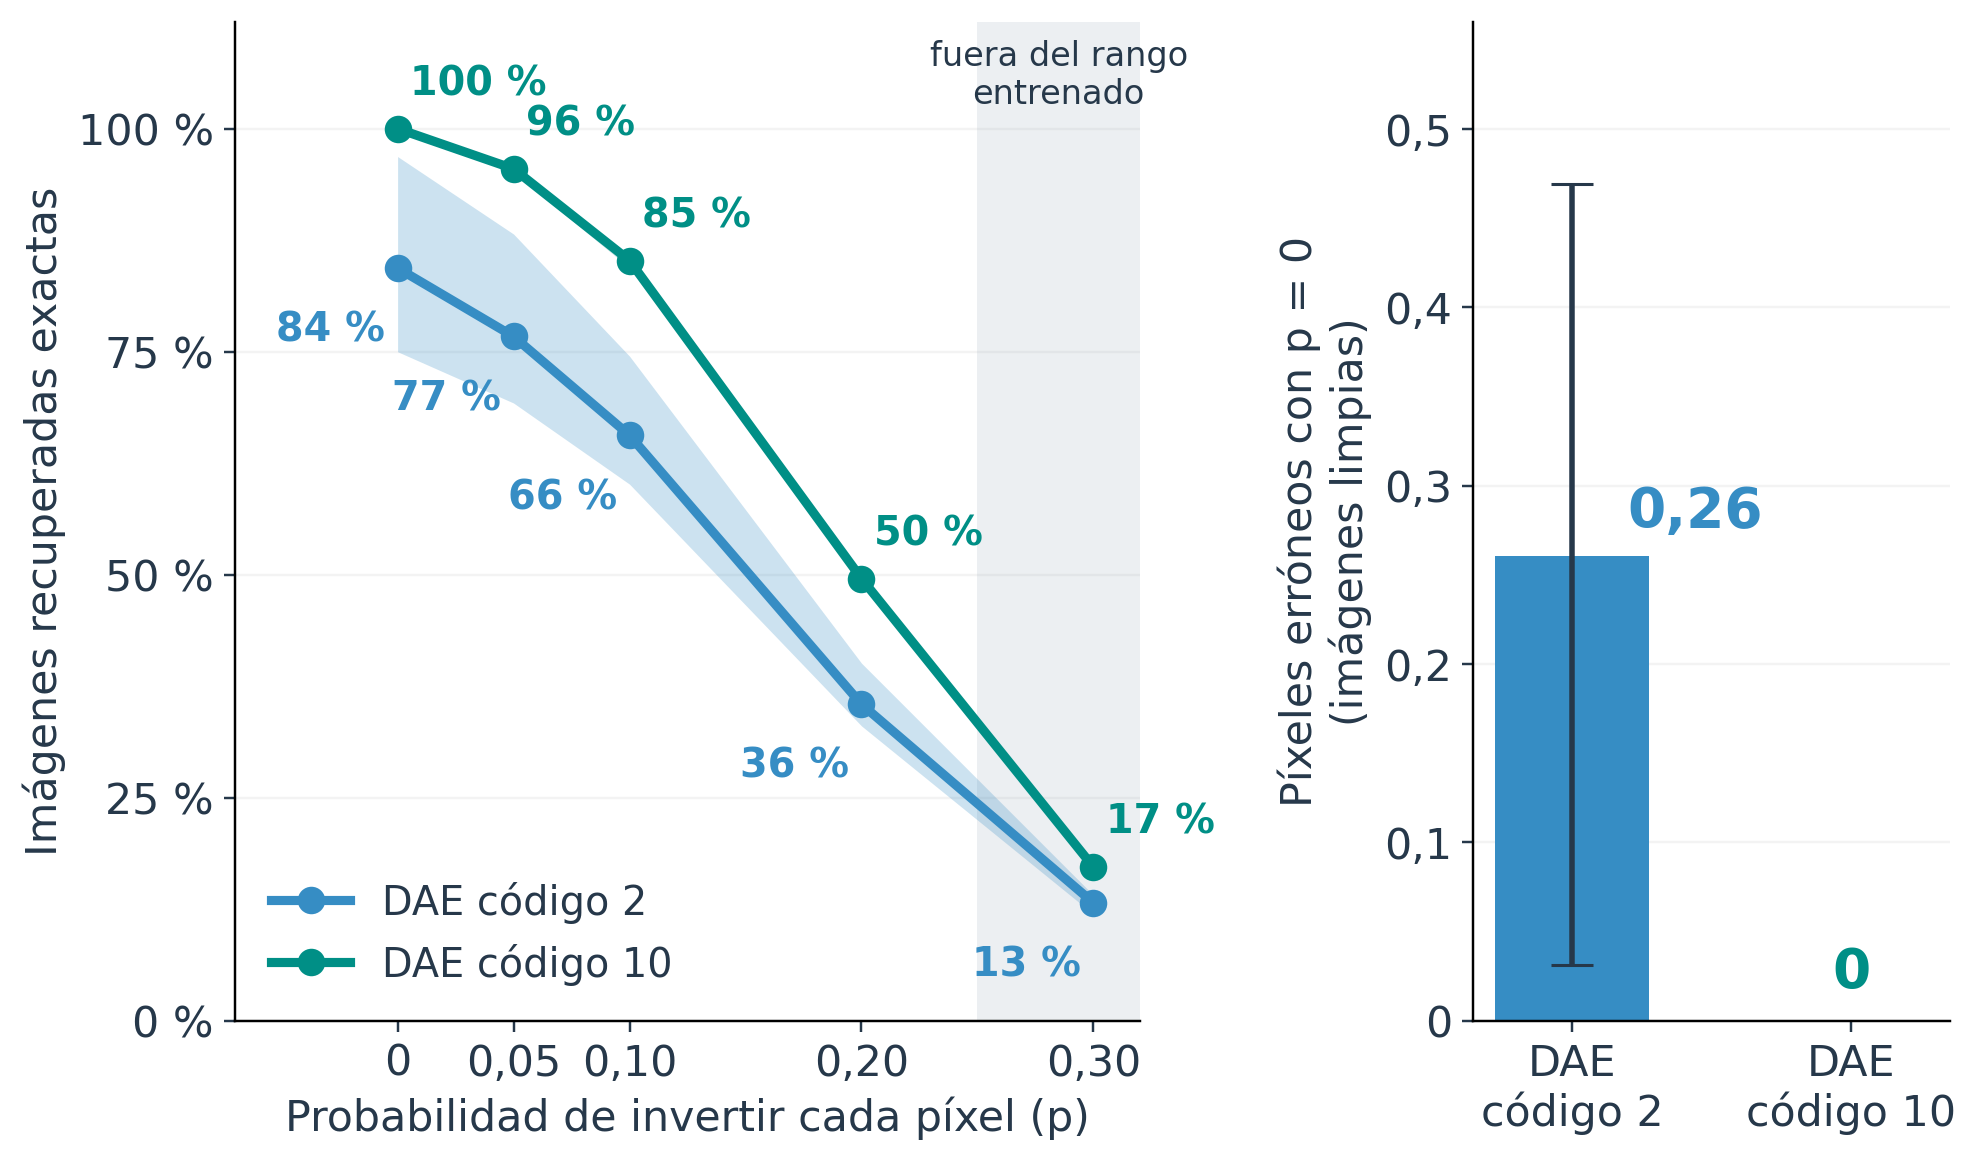 fuera del rango
entrenado
100 %
96 %
85 %
84 %
77 %
66 %
50 %
36 %
17 %
13 %
Imágenes recuperadas exactas
100 %
75 %
50 %
25 %
0 %
DAE código 2
DAE código 10
0
0,05
0,10
0,20
0,30
Probabilidad de invertir cada píxel (p)
Píxeles erróneos con p = 0
(imágenes limpias)
0,5
0,4
0,3
0,2
0,1
0
0,26
0
DAE
código 2
DAE
código 10